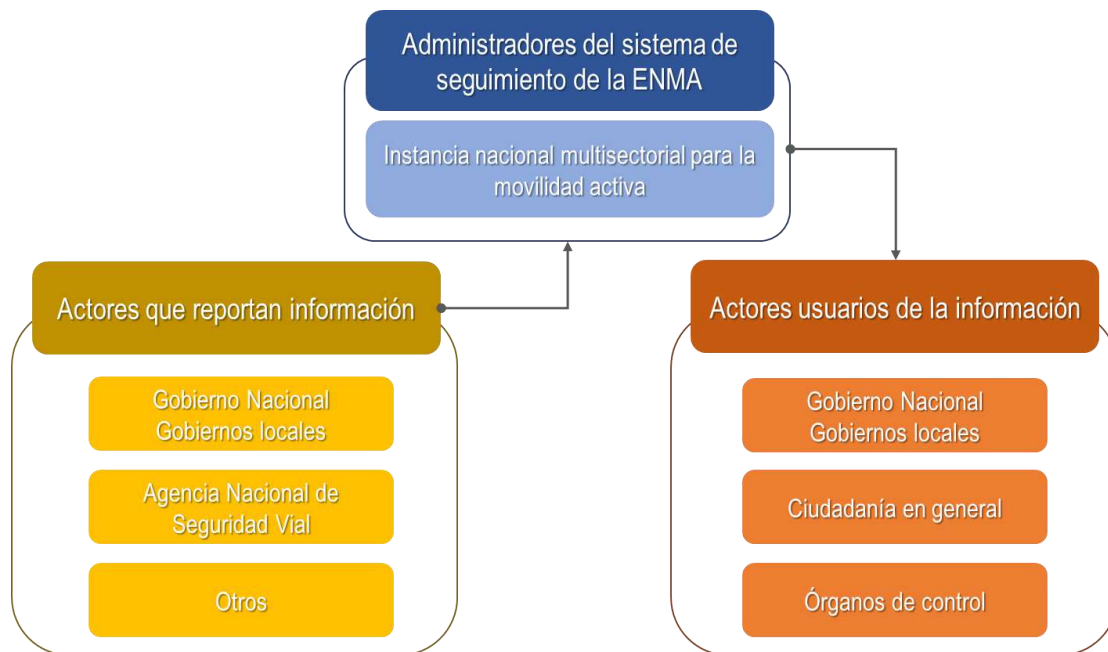 Administradores del sistema de
seguimiento de la ENMA
Instancia nacional multisectorial para la
movilidad activa
Actores que reportan información
Gobierno Nacional
Gobiernos locales
Agencia Nacional de
Seguridad Vial
Otros
Actores usuarios de la información
Gobierno Nacional
Gobiernos locales
Ciudadanía en general
Órganos de control